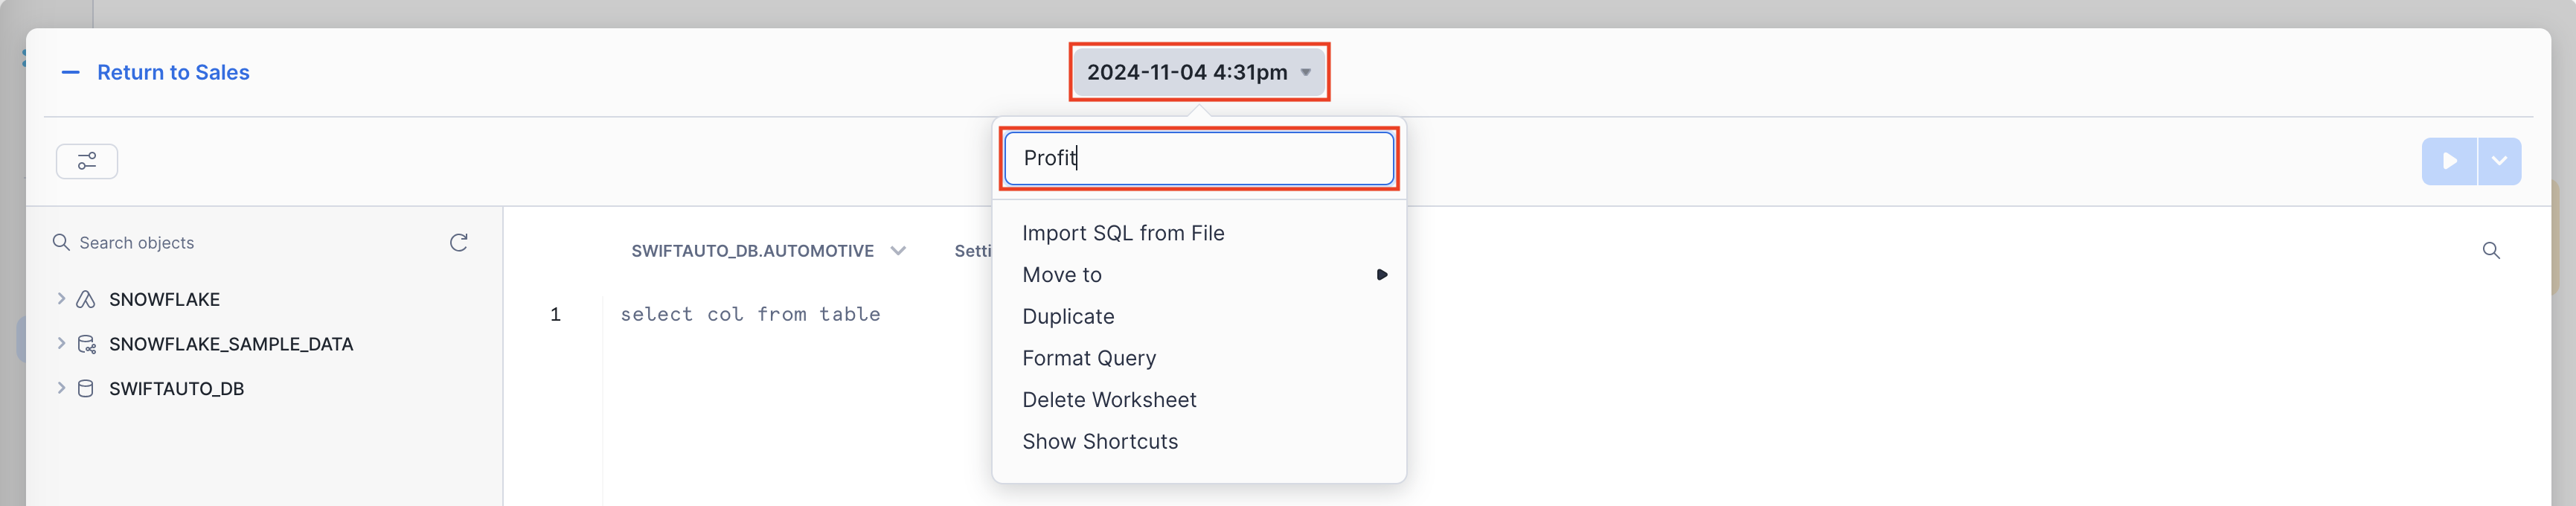 Return to Sales
2024-11-04 4:31pm
Profit
Import SQL from File
Move to
Duplicate
Format Query
Delete Worksheet
Show Shortcuts
Search objects
SNOWFLAKE
SNOWFLAKE_SAMPLE_DATA
SWIFTAUTO_DB
SWIFTAUTO_DB.AUTOMOTIVE
Setti
1
select col from table